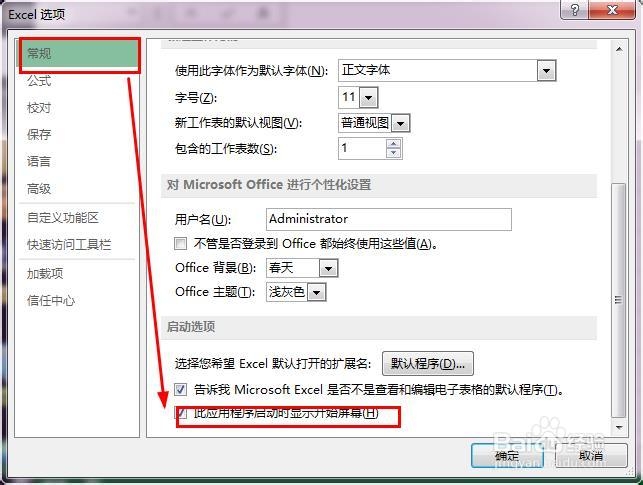 Excel 选项
常规
公式
校对
保存
语言
高级
自定义功能区
快速访问工具栏
加载项
信任中心
使用此字体作为默认字体(N): 正文字体
字号(Z): 11
新工作表的默认视图(V): 普通视图
包含的工作表数(S): 1
对 Microsoft Office 进行个性化设置
用户名(U): Administrator
不管是否登录到 Office 都始终使用这些值(A)。
Office 背景(B): 春天
Office 主题(T): 浅灰色
启动选项
选择您希望 Excel 默认打开的扩展名: 默认程序(D)...
告诉我 Microsoft Excel 是否不是查看和编辑电子表格的默认程序(T)。
此应用程序启动时显示开始屏幕(H)
确定 取消
Baidu 经验
jingyan.baidu.com